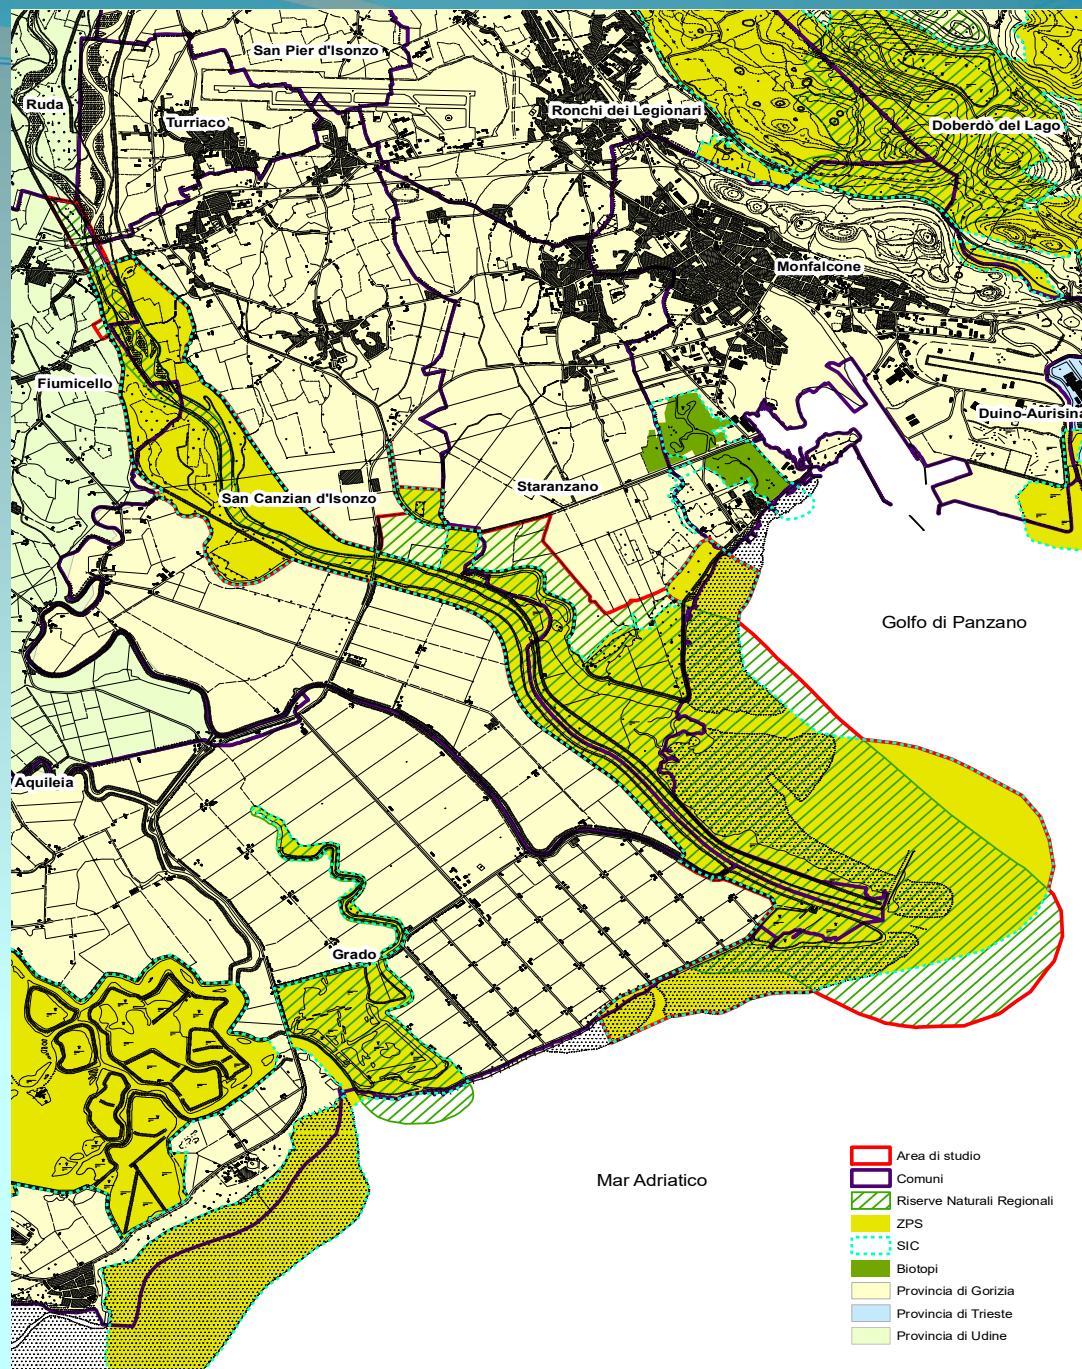 San Pier d'Isonzo
Ruda
Turriaco
Ronchi dei Legionari
Doberdò del Lago
Monfalcone
Fiumicello
Duino-Aurisina
San Canzian d'Isonzo
Staranzano
Golfo di Panzano
Aquileia
Grado
Mar Adriatico
Area di studio
Comuni
Riserve Naturali Regionali
ZPS
SIC
Biotopi
Provincia di Gorizia
Provincia di Trieste
Provincia di Udine